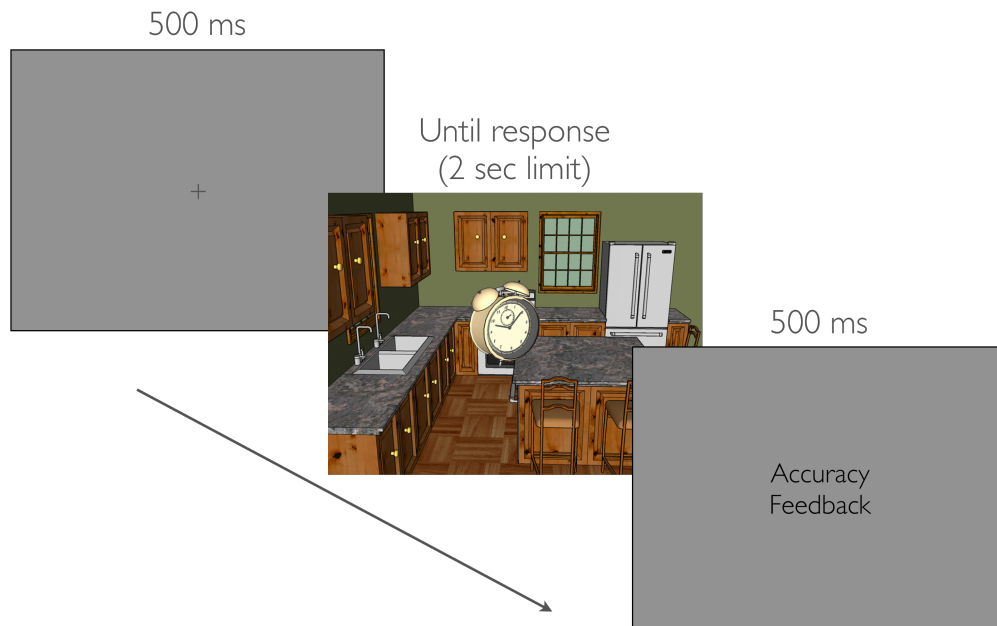 500 ms
Until response
(2 sec limit)
500 ms
Accuracy
Feedback